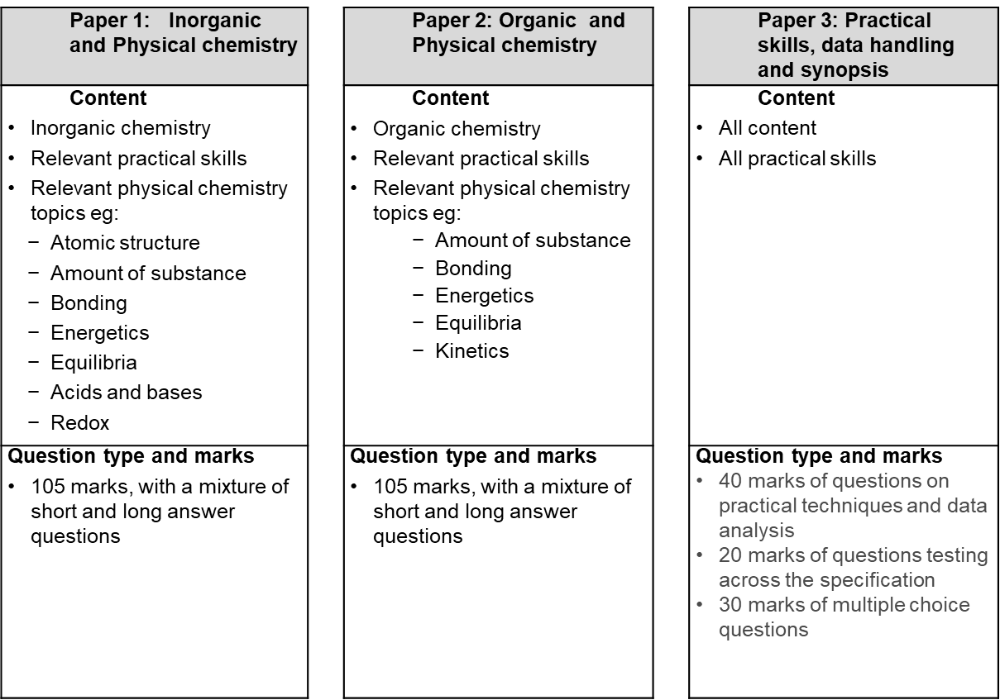 Paper 1: Inorganic
and Physical chemistry
Content
• Inorganic chemistry
• Relevant practical skills
• Relevant physical chemistry
topics eg:
− Atomic structure
− Amount of substance
− Bonding
− Energetics
− Equilibria
− Acids and bases
− Redox
Question type and marks
• 105 marks, with a mixture of
short and long answer
questions
Paper 2: Organic and
Physical chemistry
Content
• Organic chemistry
• Relevant practical skills
• Relevant physical chemistry
topics eg:
− Amount of substance
− Bonding
− Energetics
− Equilibria
− Kinetics
Question type and marks
• 105 marks, with a mixture of
short and long answer
questions
Paper 3: Practical
skills, data handling
and synopsis
Content
• All content
• All practical skills
Question type and marks
• 40 marks of questions on
practical techniques and data
analysis
• 20 marks of questions testing
across the specification
• 30 marks of multiple choice
questions